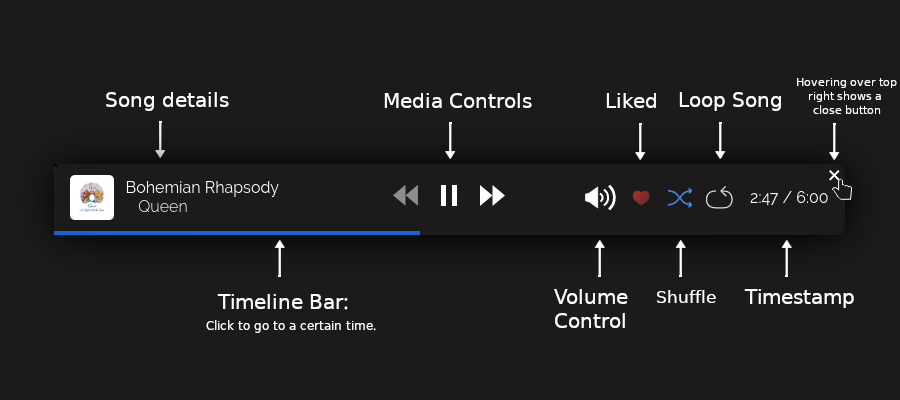 Hovering over top
right shows a
close button
Song details
Media Controls
Liked
Loop Song
Bohemian Rhapsody
Queen
2:47 / 6:00
Timeline Bar:
Click to go to a certain time.
Volume
Control
Shuffle
Timestamp